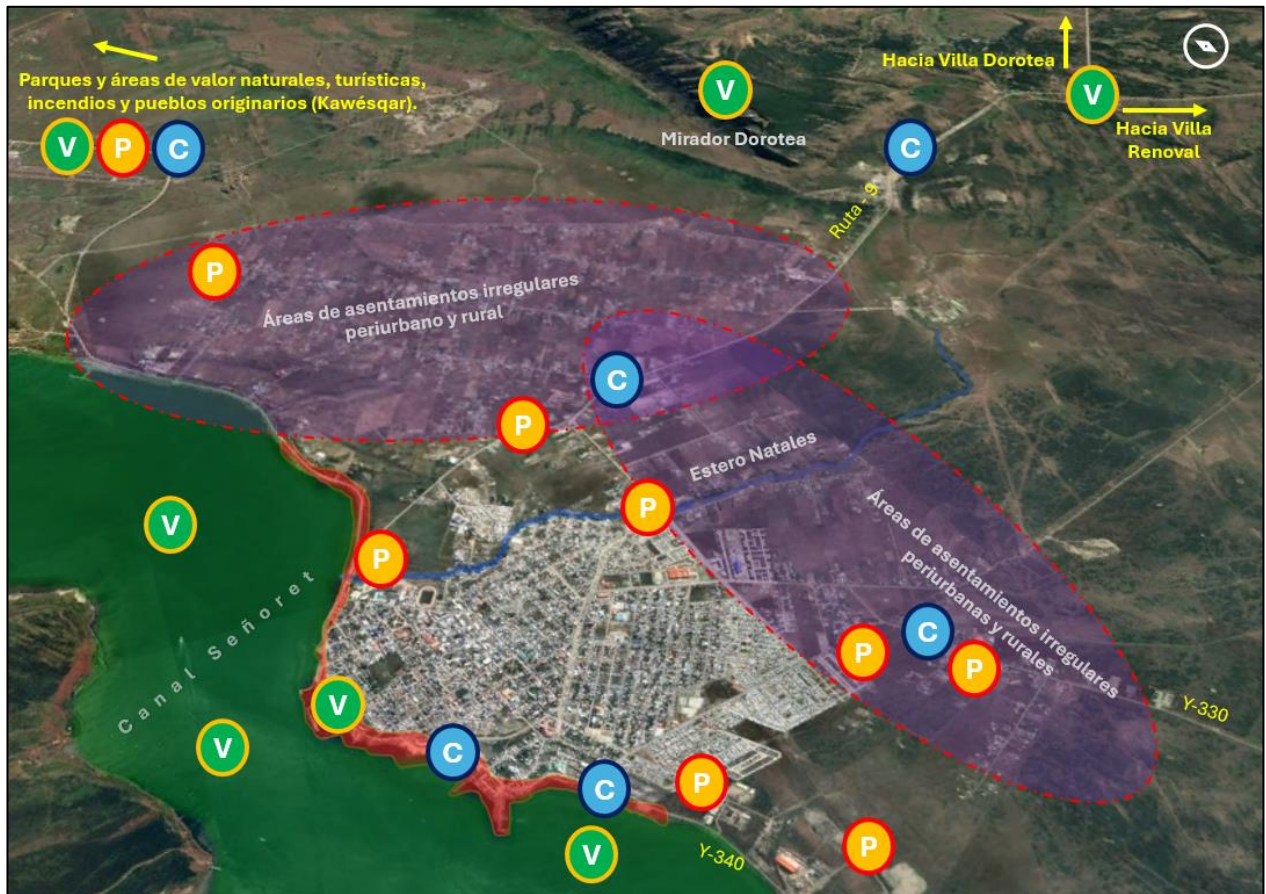 Parques y áreas de valor naturales, turísticas,
incendios y pueblos originarios (Kawésqar).
V P C
V
Mirador Dorotea
Hacia Villa Dorotea
V
Hacia Villa
Renoval
C
Ruta - 9
P
Áreas de asentamientos irregulares
periurbano y rural
C
P
Estero Natales
P
V
P
Áreas de asentamientos irregulares
periurbanas y rurales
Canal Señoret
P
C
P
V
V
C
C
P
Y-330
V
Y-340
P